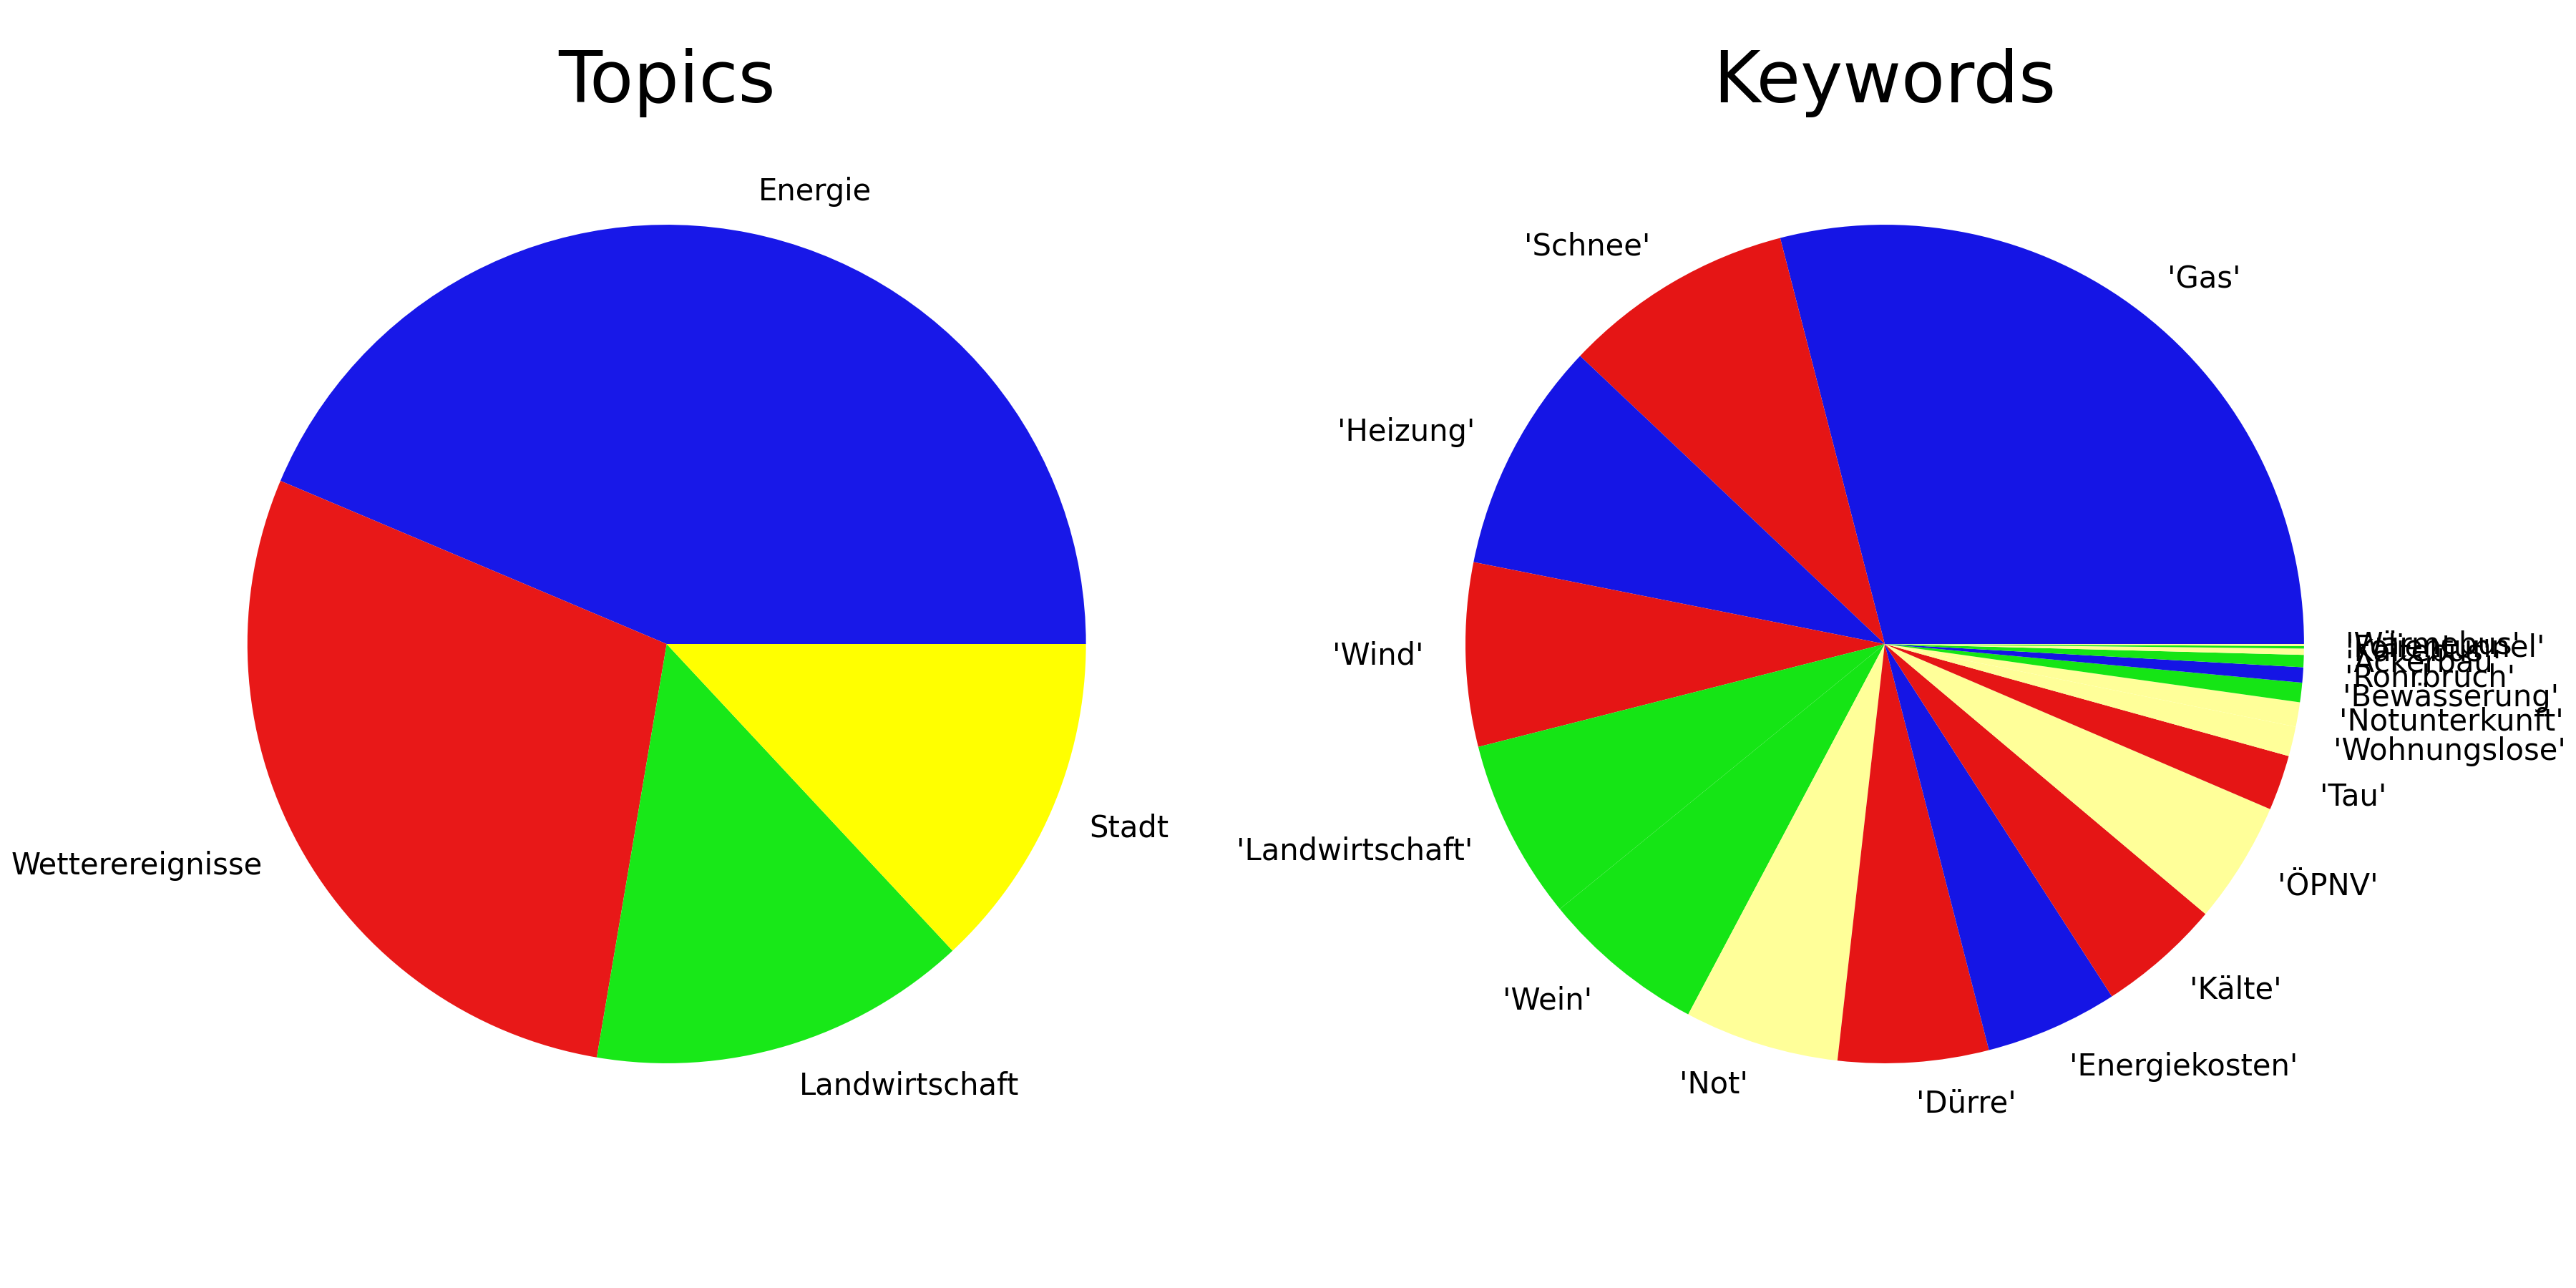 Topics
Keywords
Energie
Wetterereignisse
Landwirtschaft
Stadt
'Gas'
'Schnee'
'Heizung'
'Wind'
'Landwirtschaft'
'Wein'
'Not'
'Dürre'
'Energiekosten'
'Kälte'
'ÖPNV'
'Tau'
'Wohnungslose'
'Notunterkunft'
'Bewässerung'
'Rohrbruch'
'Ackerbau'
'Wärmebus'